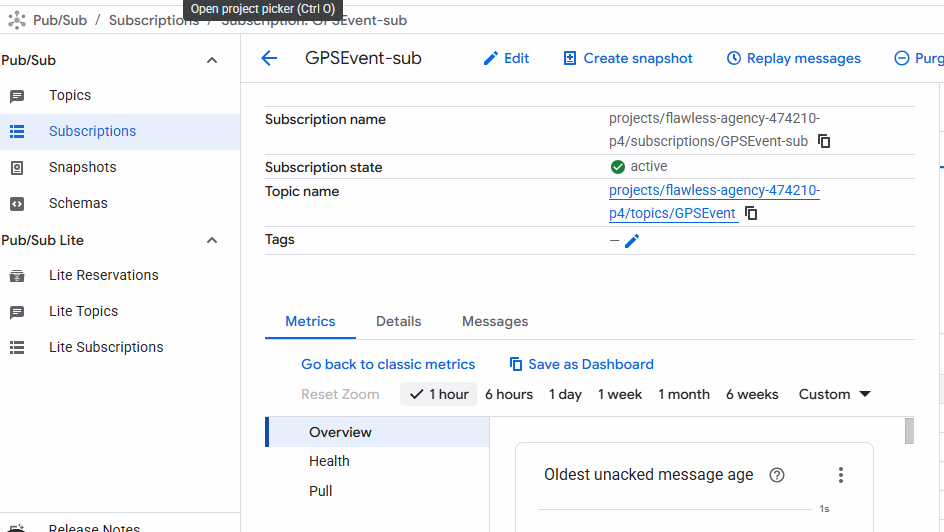 Open project picker (Ctrl O)
Pub/Sub / Subscriptions / Subscription: GPSEvent-sub
Pub/Sub
Topics
Subscriptions
Snapshots
Schemas
Pub/Sub Lite
Lite Reservations
Lite Topics
Lite Subscriptions
Release Notes
GPSEvent-sub
Edit
Create snapshot
Replay messages
Purg
Subscription name
projects/flawless-agency-474210-
p4/subscriptions/GPSEvent-sub
Subscription state
active
Topic name
projects/flawless-agency-474210-
p4/topics/GPSEvent
Tags
—
Metrics Details Messages
Go back to classic metrics Save as Dashboard
Reset Zoom 1 hour 6 hours 1 day 1 week 1 month 6 weeks Custom
Overview
Health
Pull
Oldest unacked message age
1s